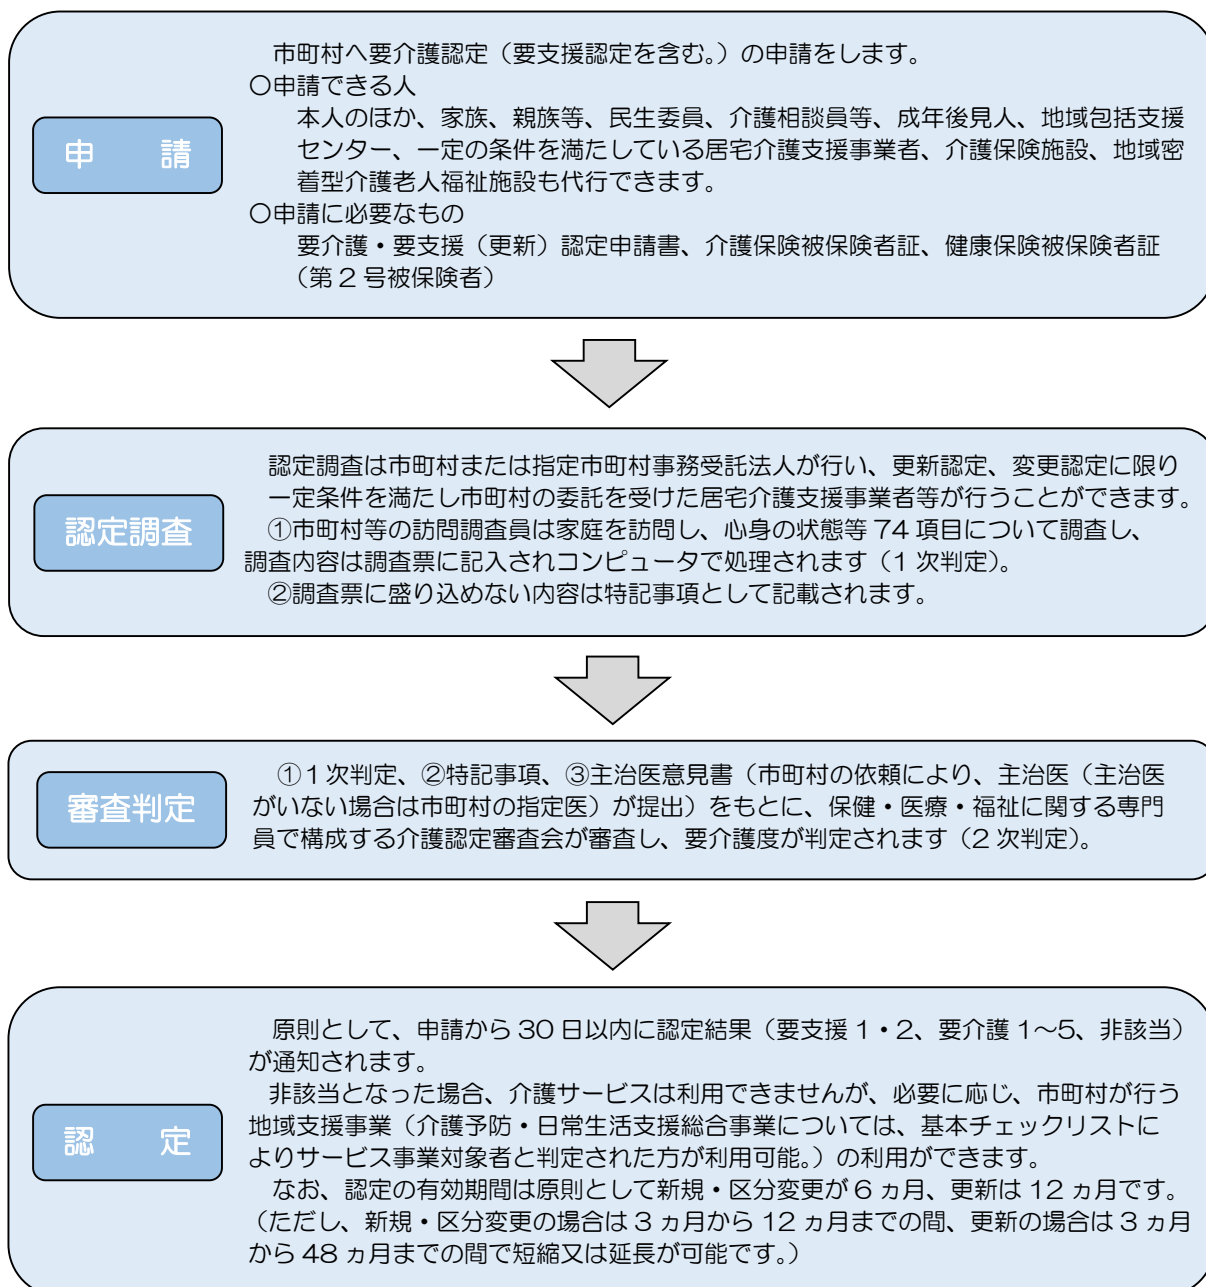 市町村へ要介護認定（要支援認定を含む。）の申請をします。
〇申請できる人
本人のほか、家族、親族等、民生委員、介護相談員等、成年後見人、地域包括支援
センター、一定の条件を満たしている居宅介護支援事業者、介護保険施設、地域密
着型介護老人福祉施設も代行できます。
〇申請に必要なもの
要介護・要支援（更新）認定申請書、介護保険被保険者証、健康保険被保険者証
（第２号被保険者）
申　請
認定調査は市町村または指定市町村事務受託法人が行い、更新認定、変更認定に限り
一定条件を満たし市町村の委託を受けた居宅介護支援事業者等が行うことができます。
①市町村等の訪問調査員は家庭を訪問し、心身の状態等 74 項目について調査し、
調査内容は調査票に記入されコンピュータで処理されます（1 次判定）。
②調査票に盛り込めない内容は特記事項として記載されます。
認定調査
①１次判定、②特記事項、③主治医意見書（市町村の依頼により、主治医（主治医
がいない場合は市町村の指定医）が提出）をもとに、保健・医療・福祉に関する専門
員で構成する介護認定審査会が審査し、要介護度が判定されます（2 次判定）。
審査判定
原則として、申請から 30 日以内に認定結果（要支援 1・2、要介護 1～5、非該当）
が通知されます。
非該当となった場合、介護サービスは利用できませんが、必要に応じ、市町村が行う
地域支援事業（介護予防・日常生活支援総合事業については、基本チェックリストに
よりサービス事業対象者と判定された方が利用可能。）の利用ができます。
なお、認定の有効期間は原則として新規・区分変更が 6 ヵ月、更新は 12 ヵ月です。
（ただし、新規・区分変更の場合は 3 ヵ月から 12 ヵ月までの間、更新の場合は 3 ヵ月
から 48 ヵ月までの間で短縮又は延長が可能です。）
認　定